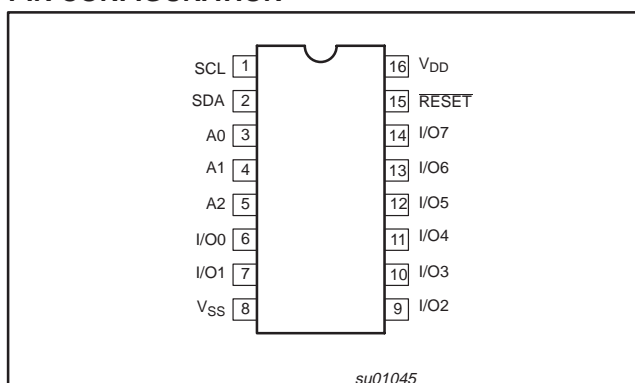 PIN CONFIGURATION
SCL 1
SDA 2
A0 3
A1 4
A2 5
I/O0 6
I/O1 7
VSS 8
16 VDD
15 RESET
14 I/O7
13 I/O6
12 I/O5
11 I/O4
10 I/O3
9 I/O2
su01045